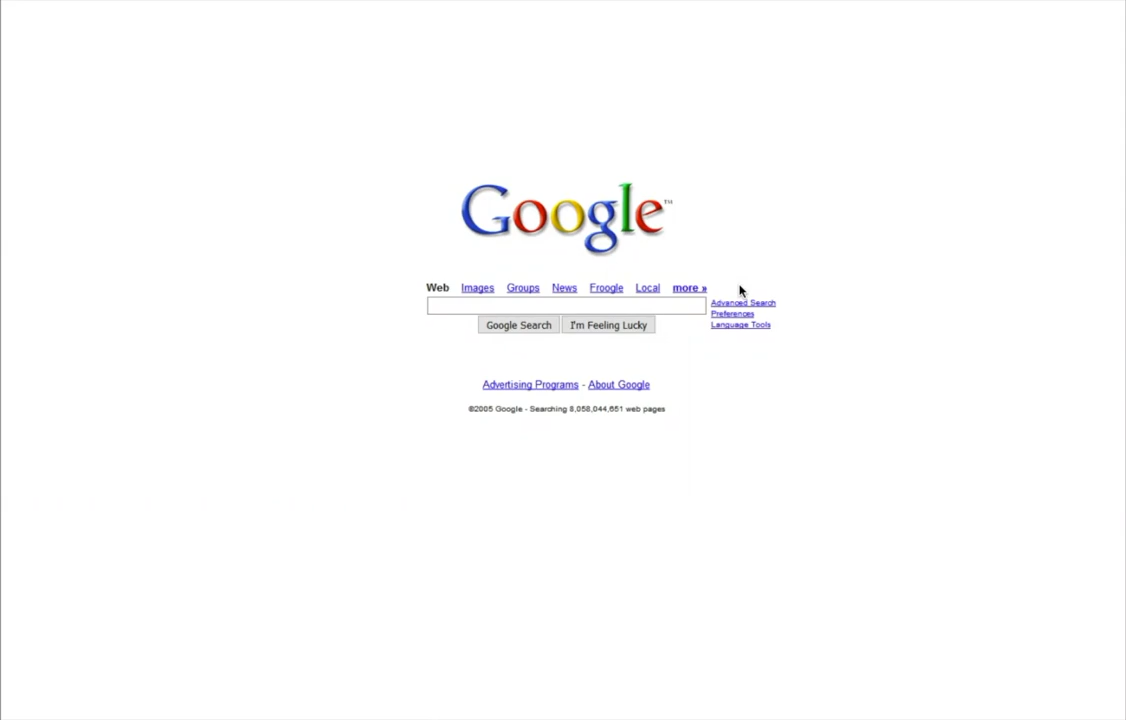 Google™
Web Images Groups News Froogle Local more »
Advanced Search
Preferences
Language Tools
Google Search I'm Feeling Lucky
Advertising Programs - About Google
©2005 Google - Searching 8,058,044,651 web pages